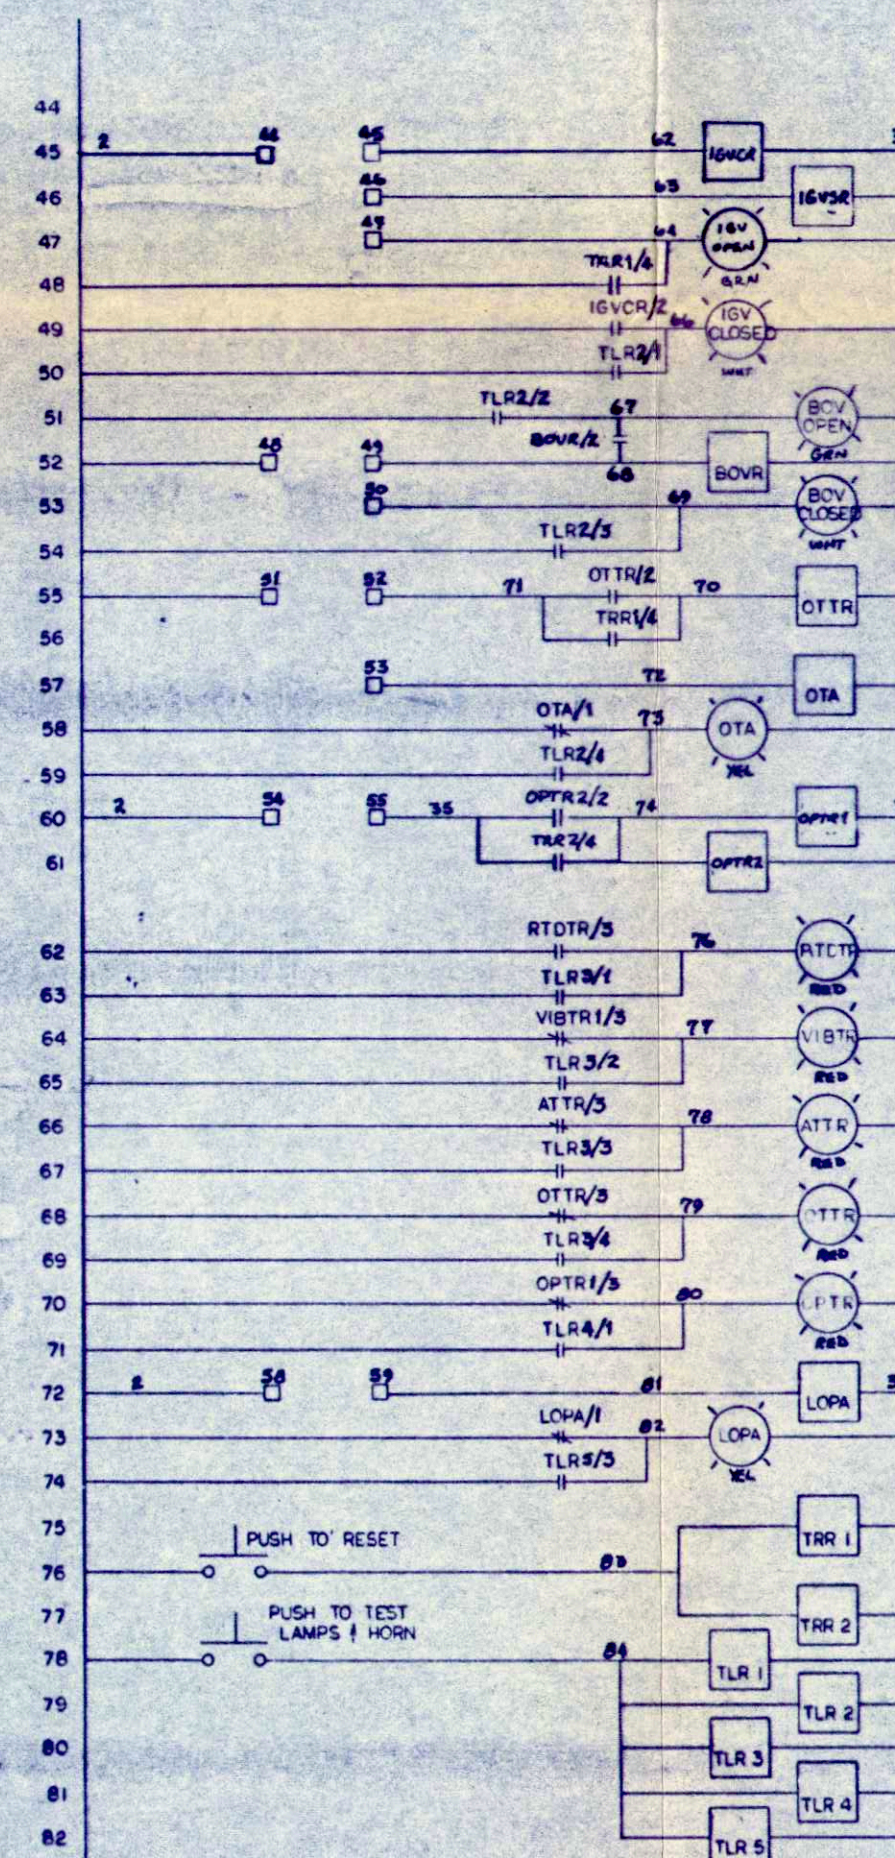 44
45 2 44 45 62 IGVCR
46 46 63 IGVSR
47 47 64 IGV OPEN GRN
48 TRR1/4
49 IGVCR/2 66 IGV CLOSED WHT
50 TLR2/1
51 TLR2/2 67 BOV OPEN GRN
BOVR/2
52 48 49 68 BOVR
53 50 69 BOV CLOSED WHT
54 TLR2/3
55 51 52 71 OTTR/2 70 OTTR
56 TRR1/4
57 53 72 OTA
58 OTA/1 73 OTA YEL
59 TLR2/4
60 2 54 55 35 OPTR2/2 74 OPTR1
61 TRR2/4 OPTR2
62 RTDTR/3 76 RTDTR RED
63 TLR3/1
64 VIBTR1/3 77 VIBTR RED
65 TLR3/2
66 ATTR/3 78 ATTR RED
67 TLR3/3
68 OTTR/3 79 OTTR RED
69 TLR3/4
70 OPTR1/3 80 OPTR RED
71 TLR4/1
72 2 58 59 81 LOPA
73 LOPA/1 82 LOPA YEL
74 TLR5/3
75 PUSH TO RESET TRR 1
76 83
77 PUSH TO TEST LAMPS & HORN TRR 2
78 84 TLR 1
79 TLR 2
80 TLR 3
81 TLR 4
82 TLR 5